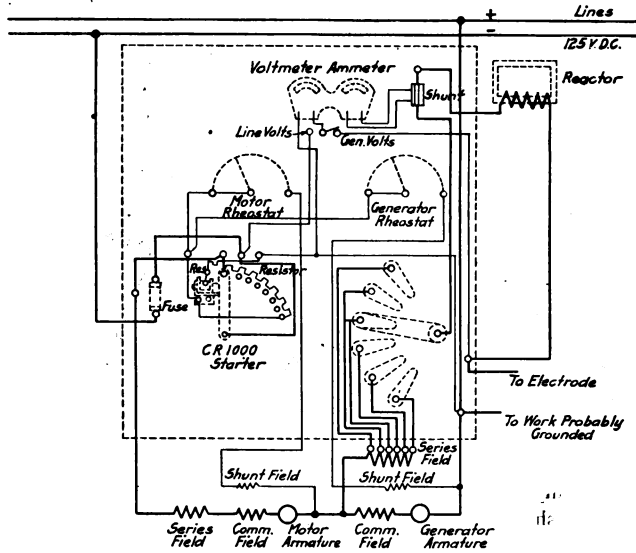 + Lines
-
125 V. D.C.
Voltmeter Ammeter
Reactor
Shunt
Line Volts
Gen. Volts
Motor
Rheostat
Generator
Rheostat
Res.
Resistor
Fuse
CR 1000
Starter
To Electrode
To Work Probably
Grounded
Series
Field
Shunt Field
Shunt Field
Series
Field
Comm.
Field
Motor
Armature
Comm.
Field
Generator
Armature